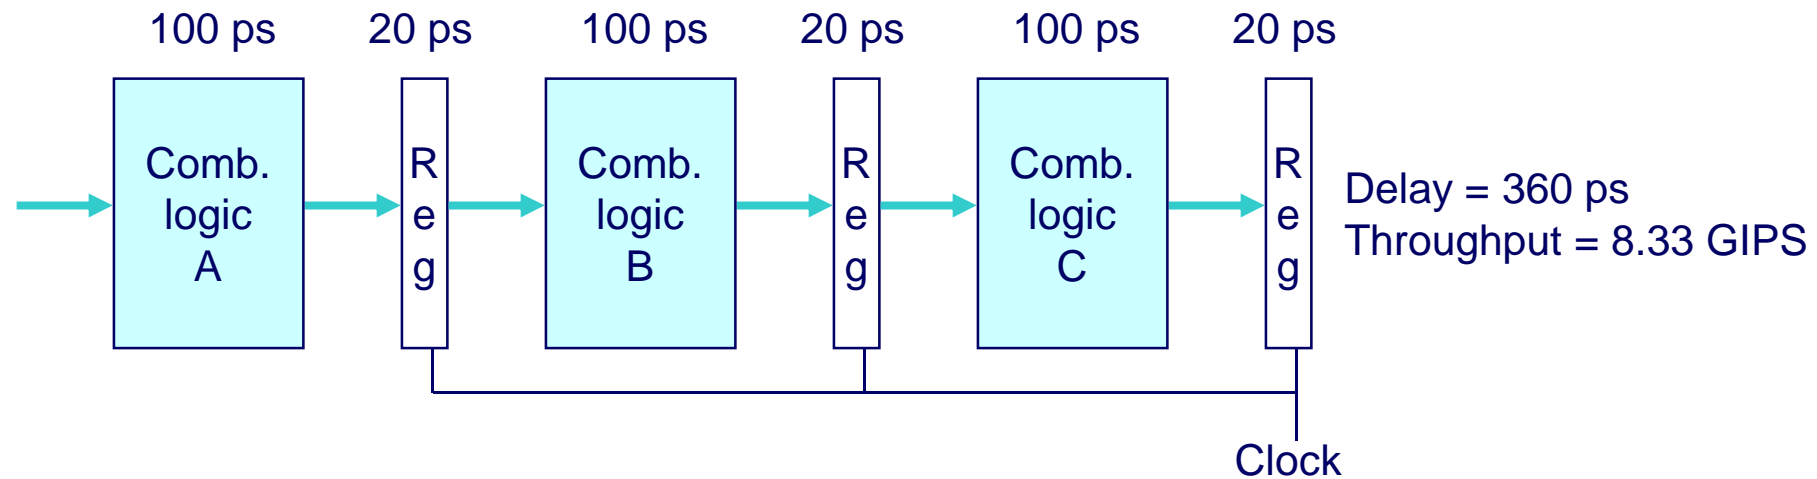 100 ps
20 ps
100 ps
20 ps
100 ps
20 ps
Comb.
logic
A
R
e
g
Comb.
logic
B
R
e
g
Comb.
logic
C
R
e
g
Delay = 360 ps
Throughput = 8.33 GIPS
Clock